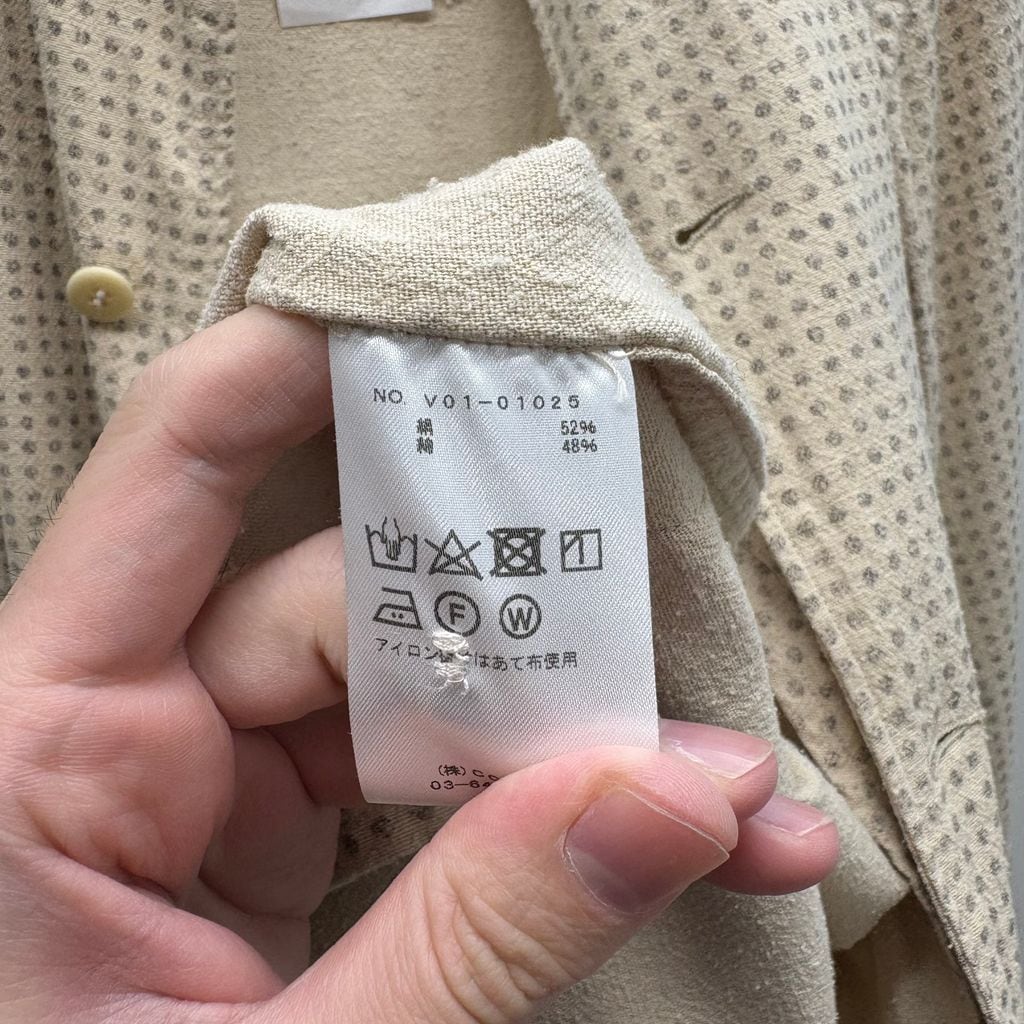 NO. V01-01025
絹 52%
綿 48%
F W
アイロン はあて布使用
(株)
03-64